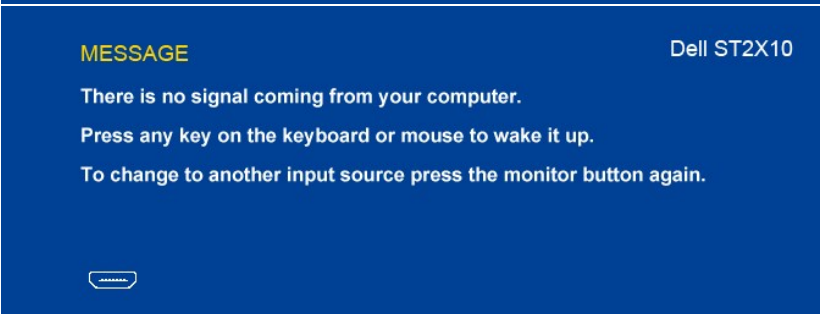 MESSAGE
Dell ST2X10
There is no signal coming from your computer.
Press any key on the keyboard or mouse to wake it up.
To change to another input source press the monitor button again.